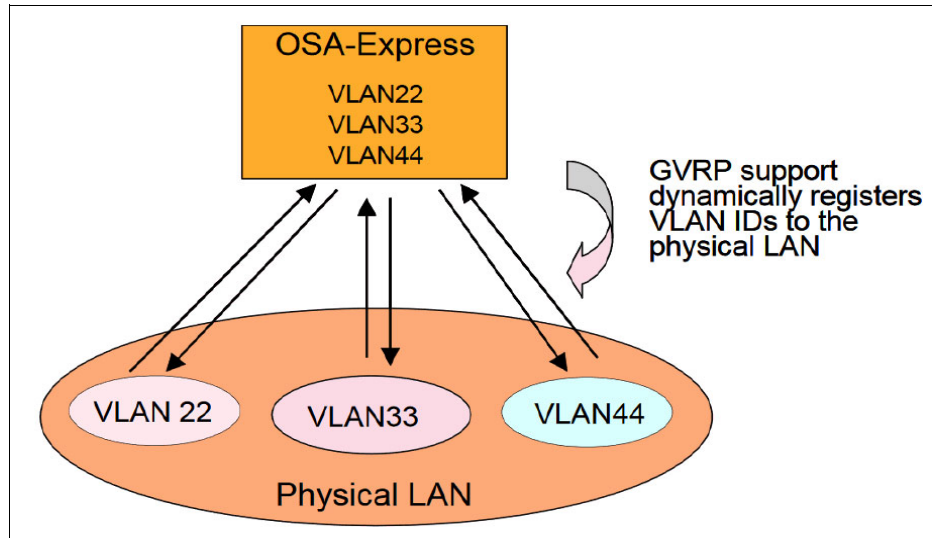 OSA-Express
VLAN22
VLAN33
VLAN44
GVRP support
dynamically registers
VLAN IDs to the
physical LAN
VLAN 22
VLAN33
VLAN44
Physical LAN